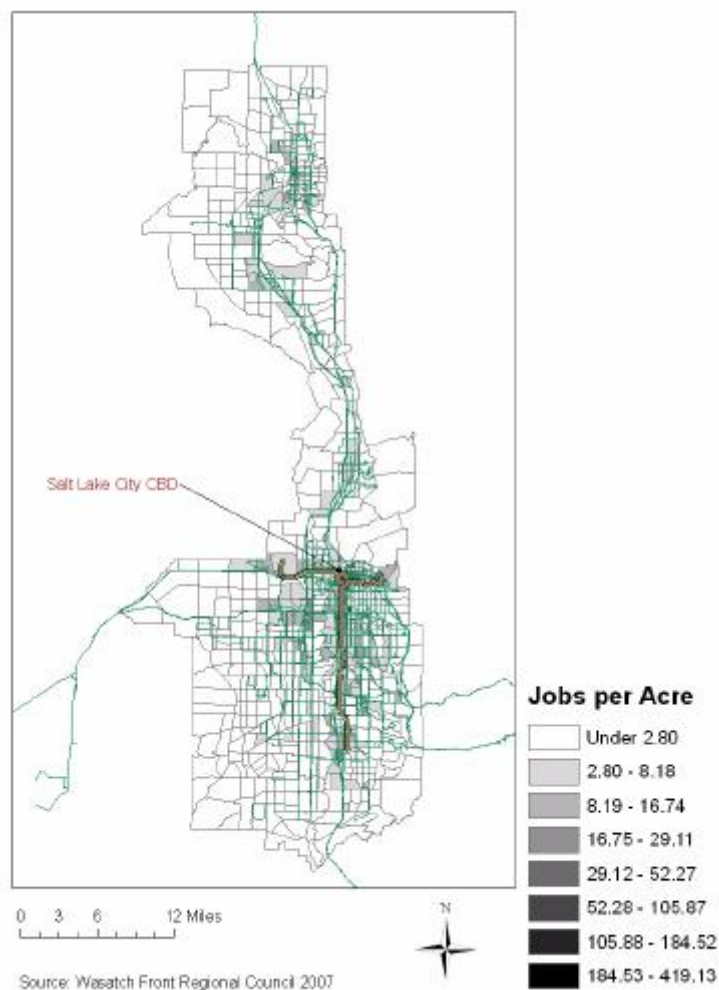 Salt Lake City CBD
Jobs per Acre
Under 2.80
2.80 - 8.18
8.19 - 16.74
16.75 - 29.11
29.12 - 52.27
52.28 - 105.87
105.88 - 184.52
184.53 - 419.13
0 3 6 12 Miles
N
Source: Wasatch Front Regional Council 2007